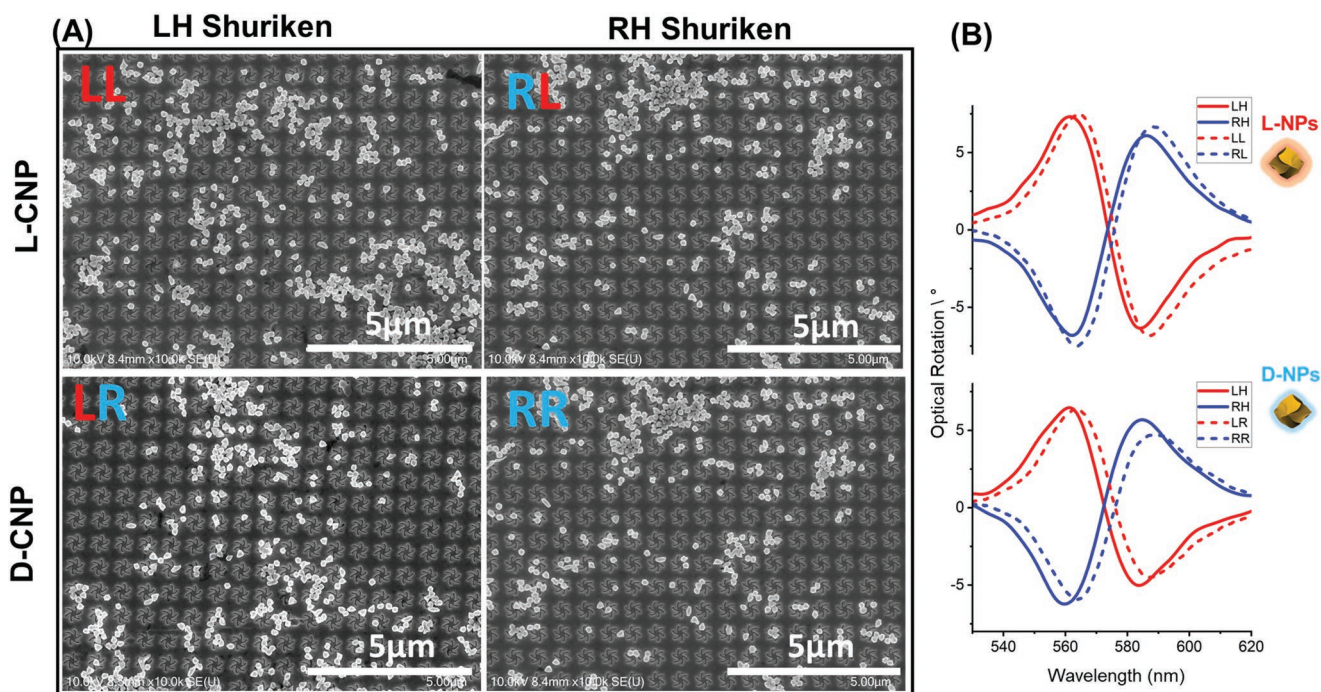 (A)
LH Shuriken
RH Shuriken
L-CNP
D-CNP
LL
5μm
10.0kV 8.4mm x10.0k SE(U)
5.00μm
RL
5μm
10.0kV 8.4mm x10.0k SE(U)
5.00μm
LR
5μm
10.0kV 8.5mm x10.0k SE(U)
5.00μm
RR
5μm
10.0kV 8.4mm x10.0k SE(U)
5.00μm
(B)
LH
RH
LL
RL
L-NPs
5
0
-5
LH
RH
LR
RR
D-NPs
5
0
-5
Optical Rotation \ °
540 560 580 600 620
Wavelength (nm)